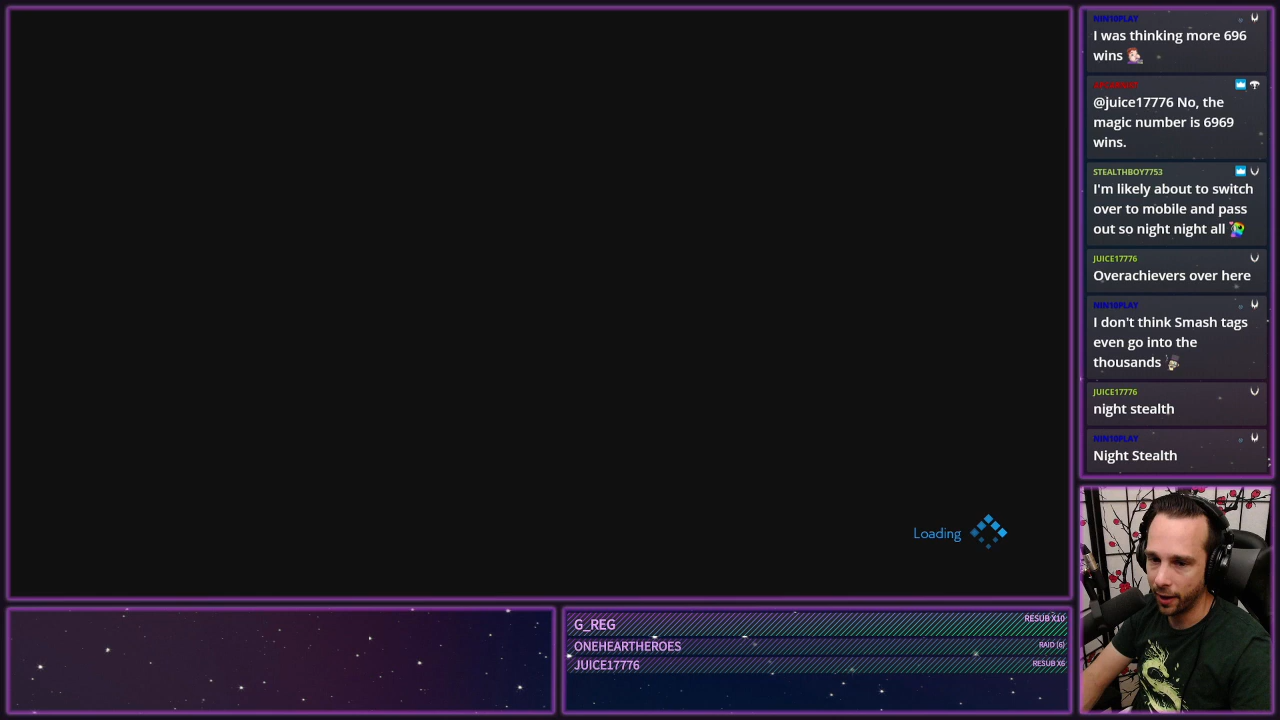 NIN10PLAY
I was thinking more 696
wins
@juice17776 No, the
magic number is 6969
wins.
STEALTHBOY7753
I'm likely about to switch
over to mobile and pass
out so night night all
JUICE17776
Overachievers over here
NIN10PLAY
I don't think Smash tags
even go into the
thousands
JUICE17776
night stealth
NIN10PLAY
Night Stealth
Loading
G_REG
RESUB X10
ONEHEARTHEROES
RAID (6)
JUICE17776
RESUB X6